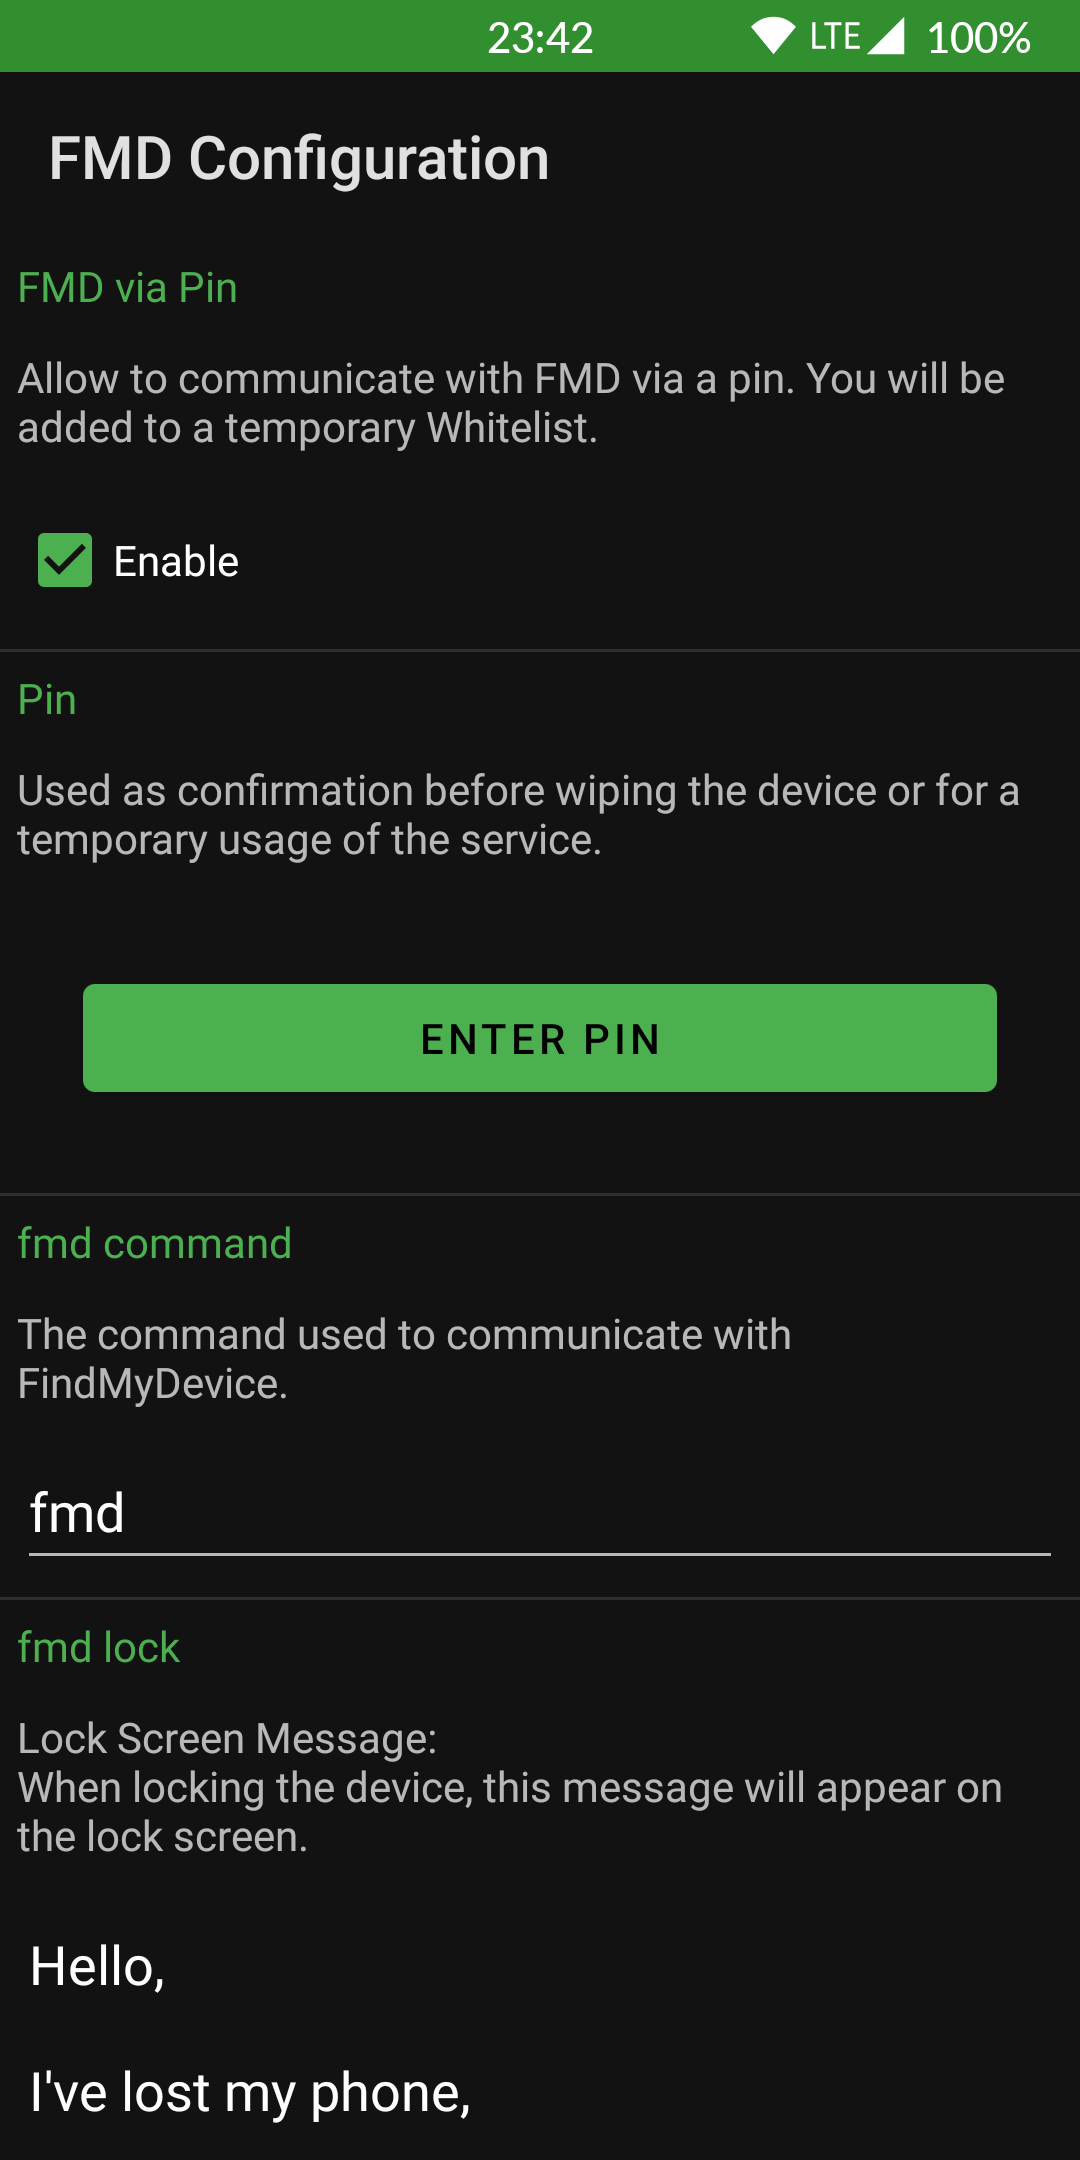 23:42 LTE 100%
FMD Configuration
FMD via Pin
Allow to communicate with FMD via a pin. You will be
added to a temporary Whitelist.
Enable
Pin
Used as confirmation before wiping the device or for a
temporary usage of the service.
ENTER PIN
fmd command
The command used to communicate with
FindMyDevice.
fmd
fmd lock
Lock Screen Message:
When locking the device, this message will appear on
the lock screen.
Hello,
I've lost my phone,